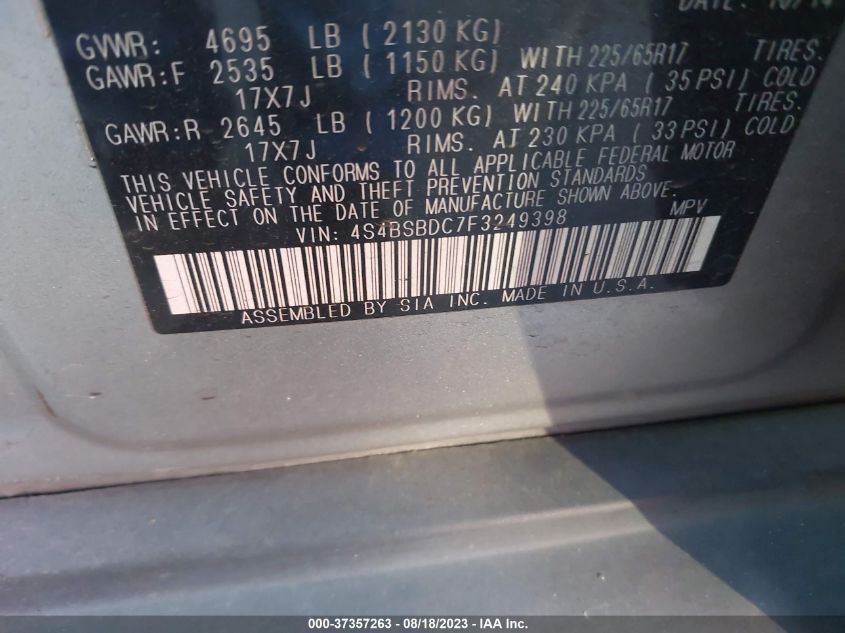 DATE: 10/14
GVWR: 4695 LB ( 2130 KG)
GAWR:F 2535 LB ( 1150 KG) WITH 225/65R17 TIRES.
17X7J RIMS. AT 240 KPA ( 35 PSI) COLD
GAWR:R 2645 LB ( 1200 KG) WITH 225/65R17 TIRES.
17X7J RIMS. AT 230 KPA ( 33 PSI) COLD.
THIS VEHICLE CONFORMS TO ALL APPLICABLE FEDERAL MOTOR
VEHICLE SAFETY AND THEFT PREVENTION STANDARDS
IN EFFECT ON THE DATE OF MANUFACTURE SHOWN ABOVE.
VIN: 4S4BSBDC7F3249398 MPV
ASSEMBLED BY SIA INC. MADE IN U.S.A.
000-37357263 - 08/18/2023 - IAA Inc.